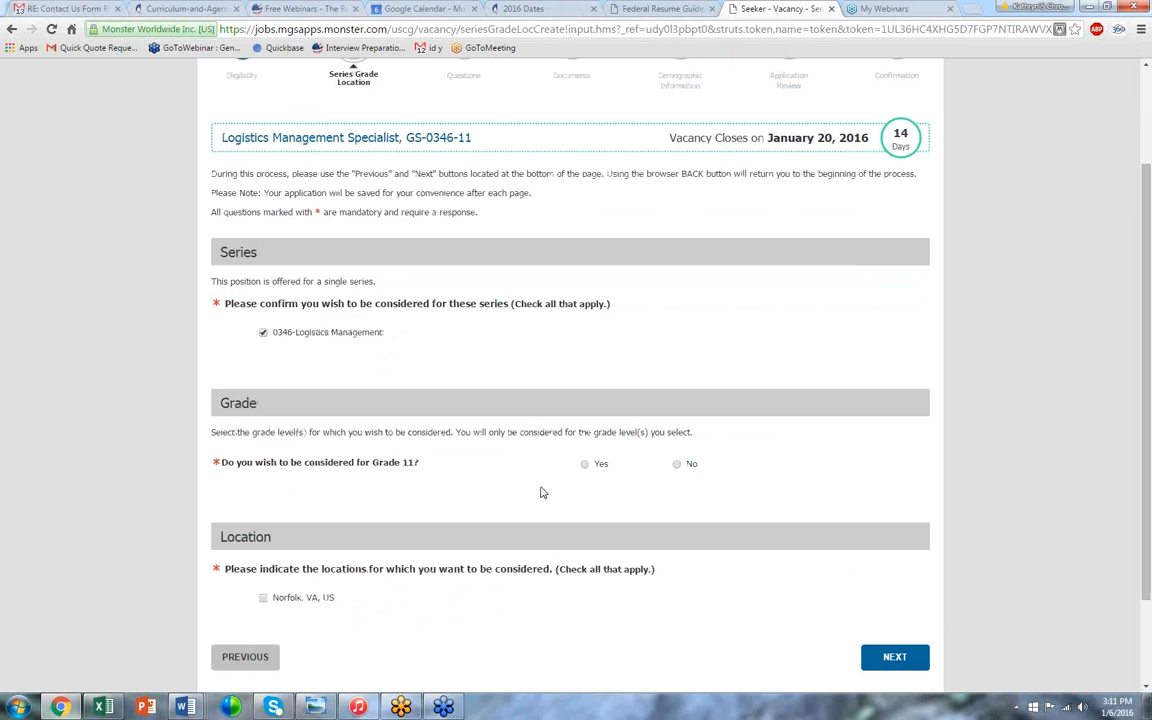 RE: Contact Us Form R
Curriculum-and-Agen
Free Webinars - The R
Google Calendar - Mo
2016 Dates
Federal Resume Guide
Seeker - Vacancy - Se
My Webinars
Monster Worldwide Inc. [US]
https://jobs.mgsapps.monster.com/uscg/vacancy/seriesGradeLocCreate!input.hms?_ref=udy0l3pbpt0&struts.token.name=token&token=1UL36HC4XHG5D7FGP7NTIRAWVX
Apps
Quick Quote Reque...
GoToWebinar : Gen...
Quickbase
Interview Preparatio...
id y
GoToMeeting
Eligibility
Series Grade
Location
Questions
Documents
Demographic
Information
Application
Review
Confirmation
Logistics Management Specialist, GS-0346-11
Vacancy Closes on January 20, 2016
14
Days
During this process, please use the "Previous" and "Next" buttons located at the bottom of the page. Using the browser BACK button will return you to the beginning of the process.
Please Note: Your application will be saved for your convenience after each page.
All questions marked with * are mandatory and require a response.
Series
This position is offered for a single series.
* Please confirm you wish to be considered for these series (Check all that apply.)
0346-Logistics Management
Grade
Select the grade level(s) for which you wish to be considered. You will only be considered for the grade level(s) you select.
* Do you wish to be considered for Grade 11?
Yes
No
Location
* Please indicate the locations for which you want to be considered. (Check all that apply.)
Norfolk, VA, US
PREVIOUS
NEXT
3:11 PM
1/6/2016